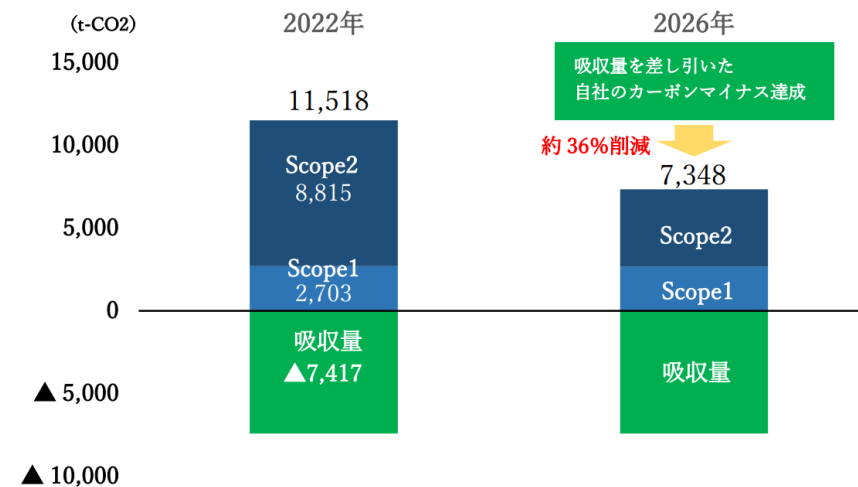 （t-CO2）
2022年
2026年
15,000
吸収量を差し引いた
自社のカーボンマイナス達成
11,518
10,000
約36%削減
7,348
Scope2
8,815
5,000
Scope2
Scope1
2,703
Scope1
0
吸収量
▲7,417
吸収量
▲ 5,000
▲ 10,000